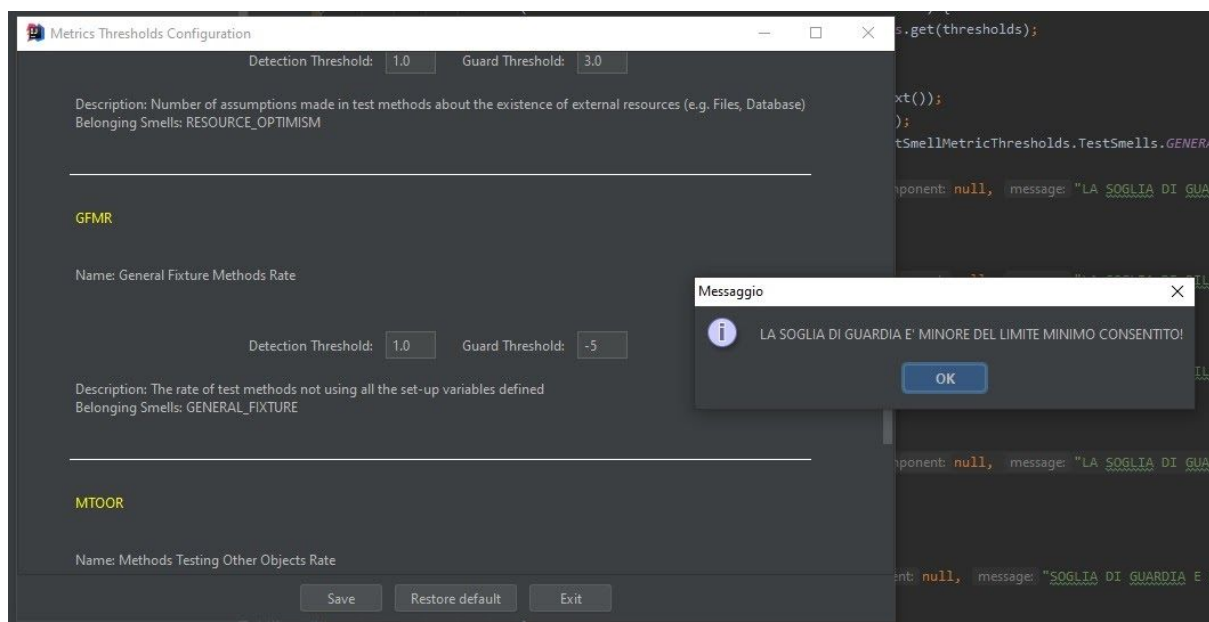 Metrics Thresholds Configuration
Detection Threshold: 1.0 Guard Threshold: 3.0
Description: Number of assumptions made in test methods about the existence of external resources (e.g. Files, Database)
Belonging Smells: RESOURCE_OPTIMISM
GFMR
Name: General Fixture Methods Rate
Detection Threshold: 1.0 Guard Threshold: -5
Description: The rate of test methods not using all the set-up variables defined
Belonging Smells: GENERAL_FIXTURE
MTOOR
Name: Methods Testing Other Objects Rate
Save Restore default Exit
Messaggio
LA SOGLIA DI GUARDIA E' MINORE DEL LIMITE MINIMO CONSENTITO!
OK
s.get(thresholds);
xt());
);
tSmellMetricThresholds.TestSmells.GENER
nponent: null, message: "LA SOGLIA DI GUA
nponent: null, message: "LA SOGLIA DI GUA
ent: null, message: "SOGLIA DI GUARDIA E